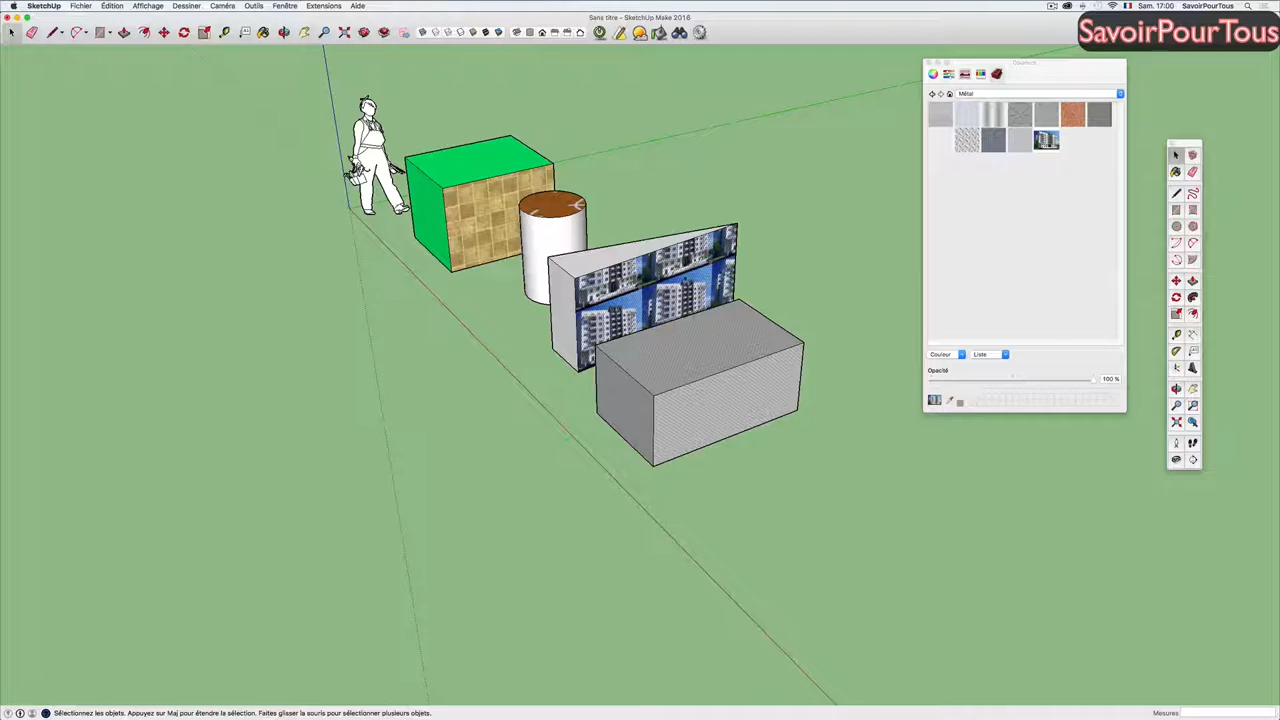 SketchUp Fichier Édition Affichage Dessiner Caméra Outils Fenêtre Extensions Aide
Sam. 17:00 SavoirPourTous
Sans titre - SketchUp Make 2016
SavoirPourTous
Couleurs
Métal
Couleur
Liste
Opacité
100 %
Sélectionnez les objets. Appuyez sur Maj pour étendre la sélection. Faites glisser la souris pour sélectionner plusieurs objets.
Mesures